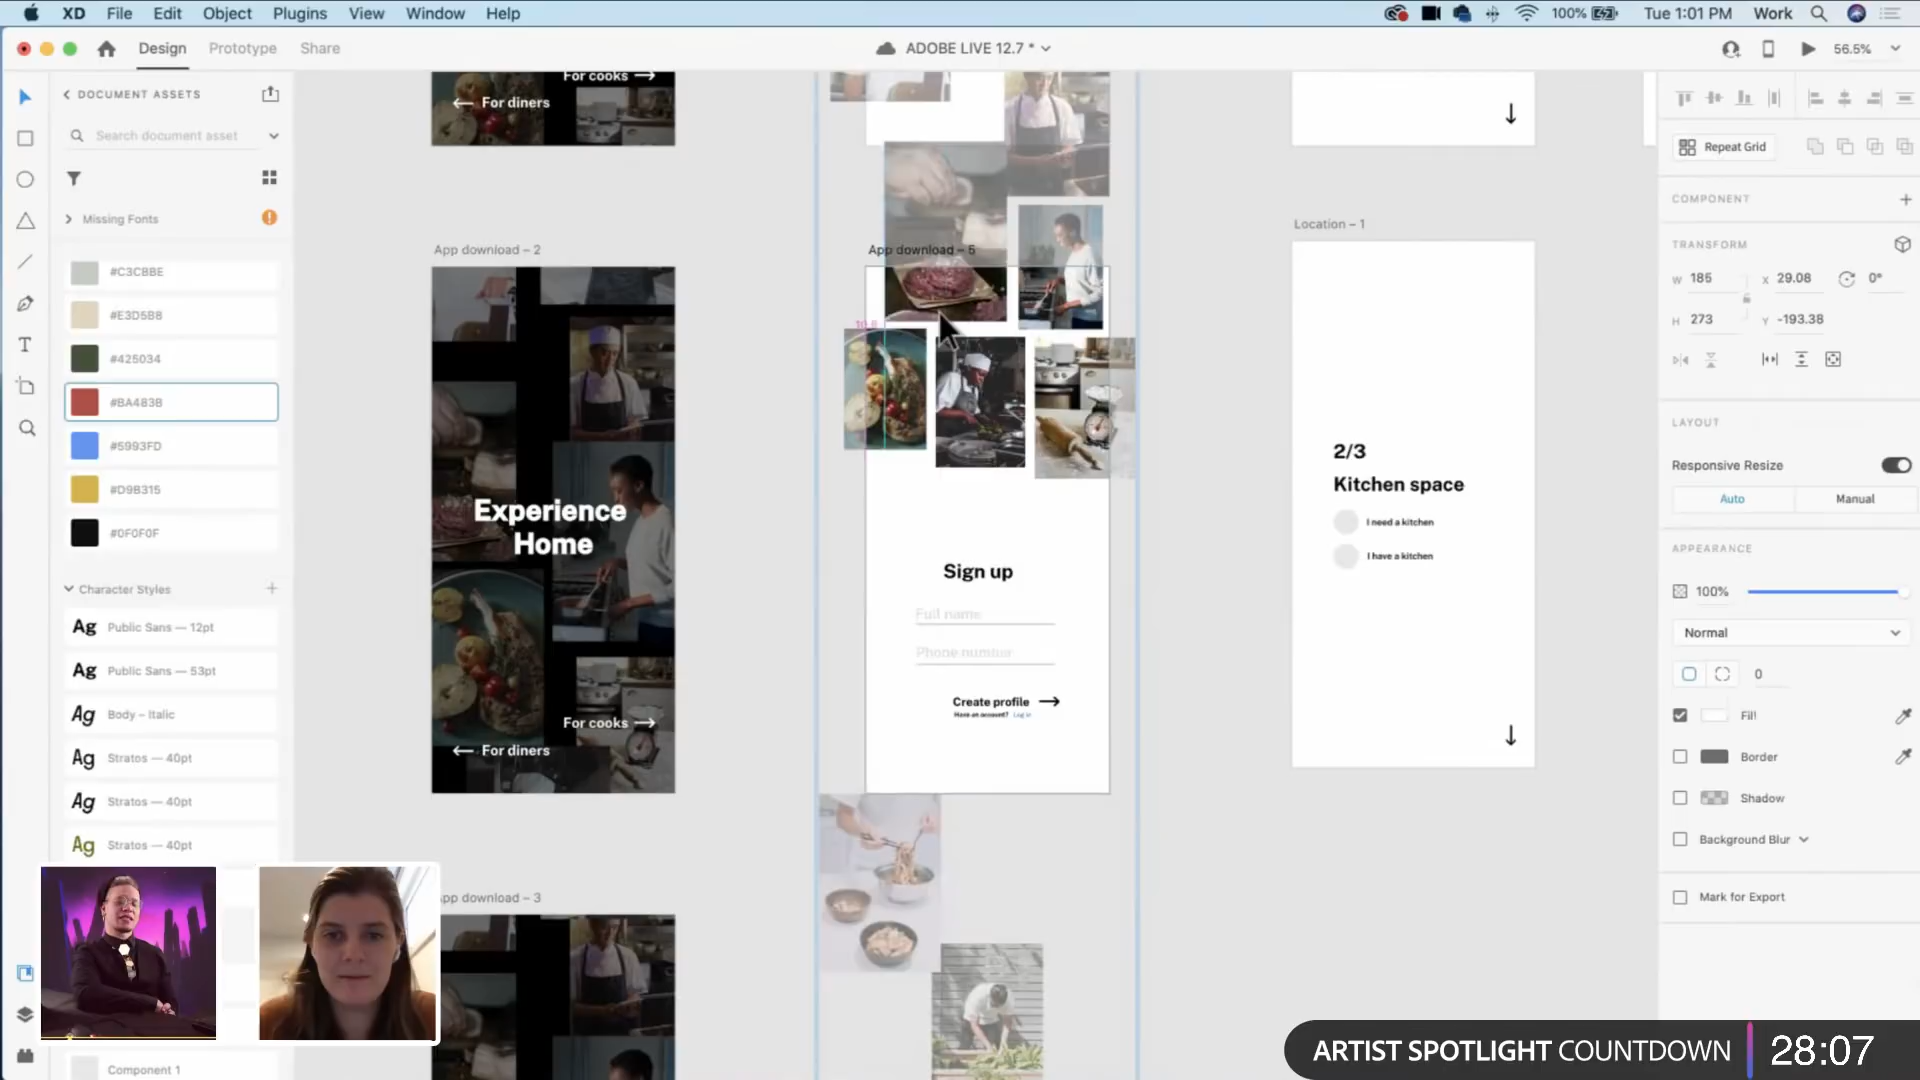 XD File Edit Object Plugins View Window Help
100% Tue 1:01 PM Work
Design Prototype Share
ADOBE LIVE 12.7 *
56.5%
DOCUMENT ASSETS
Search document asset
Missing Fonts
#C3CBBE
#E3D5B8
#425034
#BA483B
#5993FD
#D9B315
#0F0F0F
Character Styles
Ag Public Sans — 12pt
Ag Public Sans — 53pt
Ag Body – Italic
Ag Stratos — 40pt
Ag Stratos — 40pt
Ag Stratos — 40pt
Component 1
For cooks
For diners
App download – 2
Experience
Home
For cooks
For diners
App download – 3
App download – 5
Sign up
Full name
Phone number
Create profile
Have an account? Log in
Location – 1
2/3
Kitchen space
I need a kitchen
I have a kitchen
Repeat Grid
COMPONENT
TRANSFORM
W 185 X 29.08 0°
H 273 Y -193.38
LAYOUT
Responsive Resize
Auto Manual
APPEARANCE
100%
Normal
0
Fill
Border
Shadow
Background Blur
Mark for Export
ARTIST SPOTLIGHT COUNTDOWN 28:07